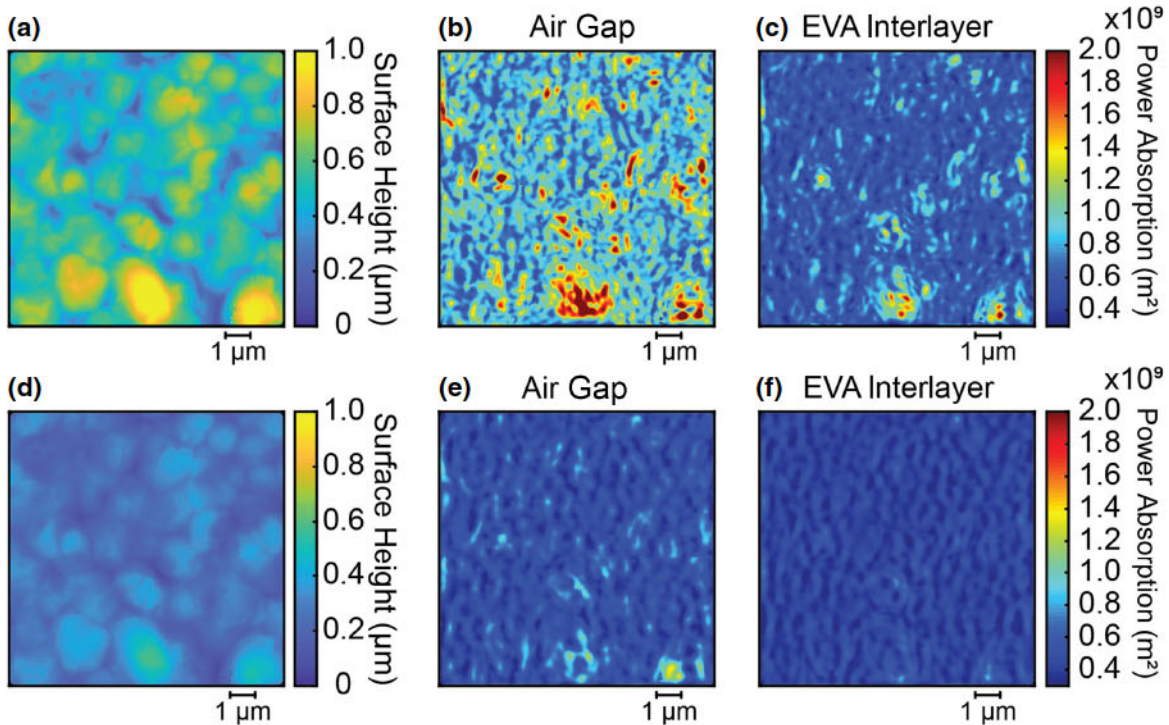 (a)
1.0
0.8
0.6
0.4
0.2
0
Surface Height (µm)
1 µm
(b)
Air Gap
1 µm
(c)
EVA Interlayer
x10⁹
2.0
1.8
1.6
1.4
1.2
1.0
0.8
0.6
0.4
Power Absorption (m²)
1 µm
(d)
1.0
0.8
0.6
0.4
0.2
0
Surface Height (µm)
1 µm
(e)
Air Gap
1 µm
(f)
EVA Interlayer
x10⁹
2.0
1.8
1.6
1.4
1.2
1.0
0.8
0.6
0.4
Power Absorption (m²)
1 µm